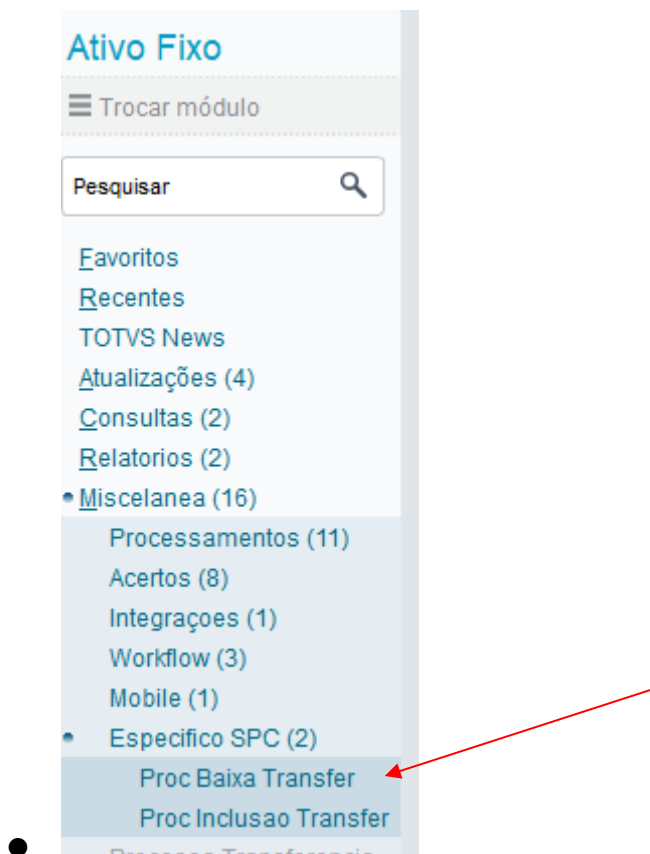 Ativo Fixo
Trocar módulo
Pesquisar
Favoritos
Recentes
TOTVS News
Atualizações (4)
Consultas (2)
Relatorios (2)
Miscelanea (16)
Processamentos (11)
Acertos (8)
Integraçoes (1)
Workflow (3)
Mobile (1)
Especifico SPC (2)
Proc Baixa Transfer
Proc Inclusao Transfer